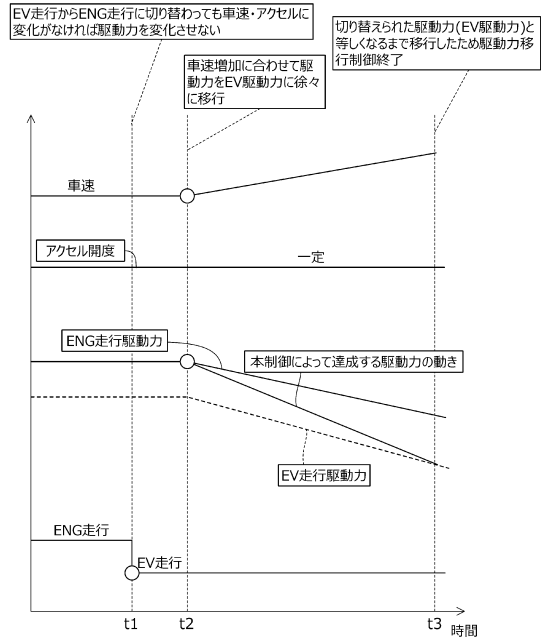 EV走行からENG走行に切り替わっても車速・アクセルに
変化がなければ駆動力を変化させない
切り替えられた駆動力(EV駆動力)と
等しくなるまで移行したため駆動力移
行制御終了
車速増加に合わせて駆
動力をEV駆動力に徐々
に移行
車速
アクセル開度
一定
ENG走行駆動力
本制御によって達成する駆動力の動き
EV走行駆動力
ENG走行
EV走行
t1
t2
t3
時間